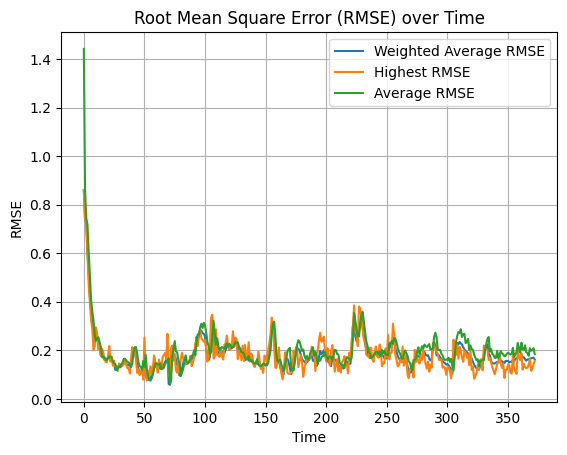 Root Mean Square Error (RMSE) over Time
Weighted Average RMSE
Highest RMSE
Average RMSE
1.4
1.2
1.0
0.8
0.6
0.4
0.2
0.0
RMSE
0 50 100 150 200 250 300 350
Time